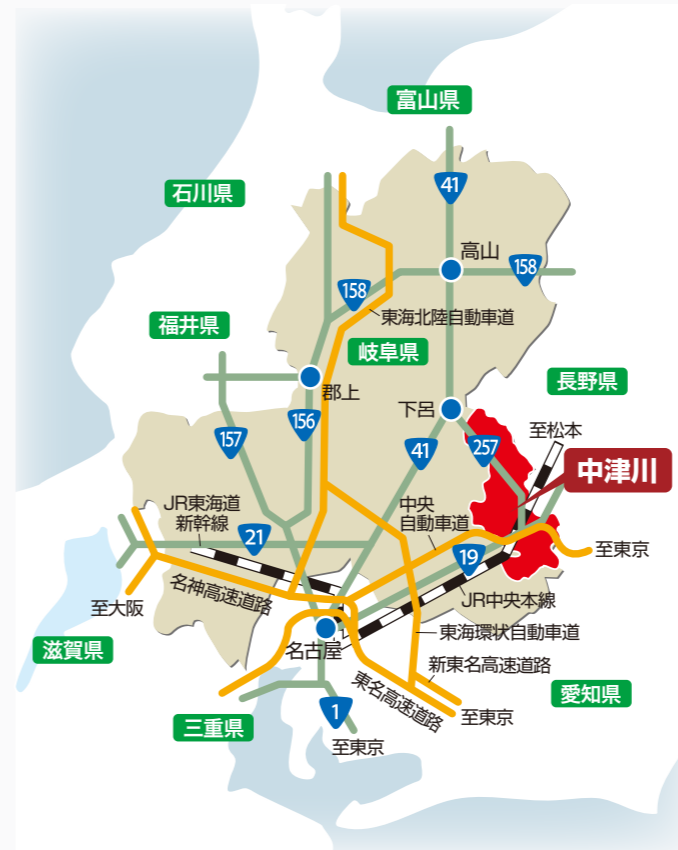 富山県
41
石川県
高山
158
158
東海北陸自動車道
福井県
岐阜県
長野県
郡上
下呂
156
157
41
257
至松本
中津川
JR東海道
新幹線
中央
自動車道
21
19
至東京
名神高速道路
至大阪
JR中央本線
東海環状自動車道
名古屋
滋賀県
新東名高速道路
東名高速道路
愛知県
三重県
1
至東京
至東京